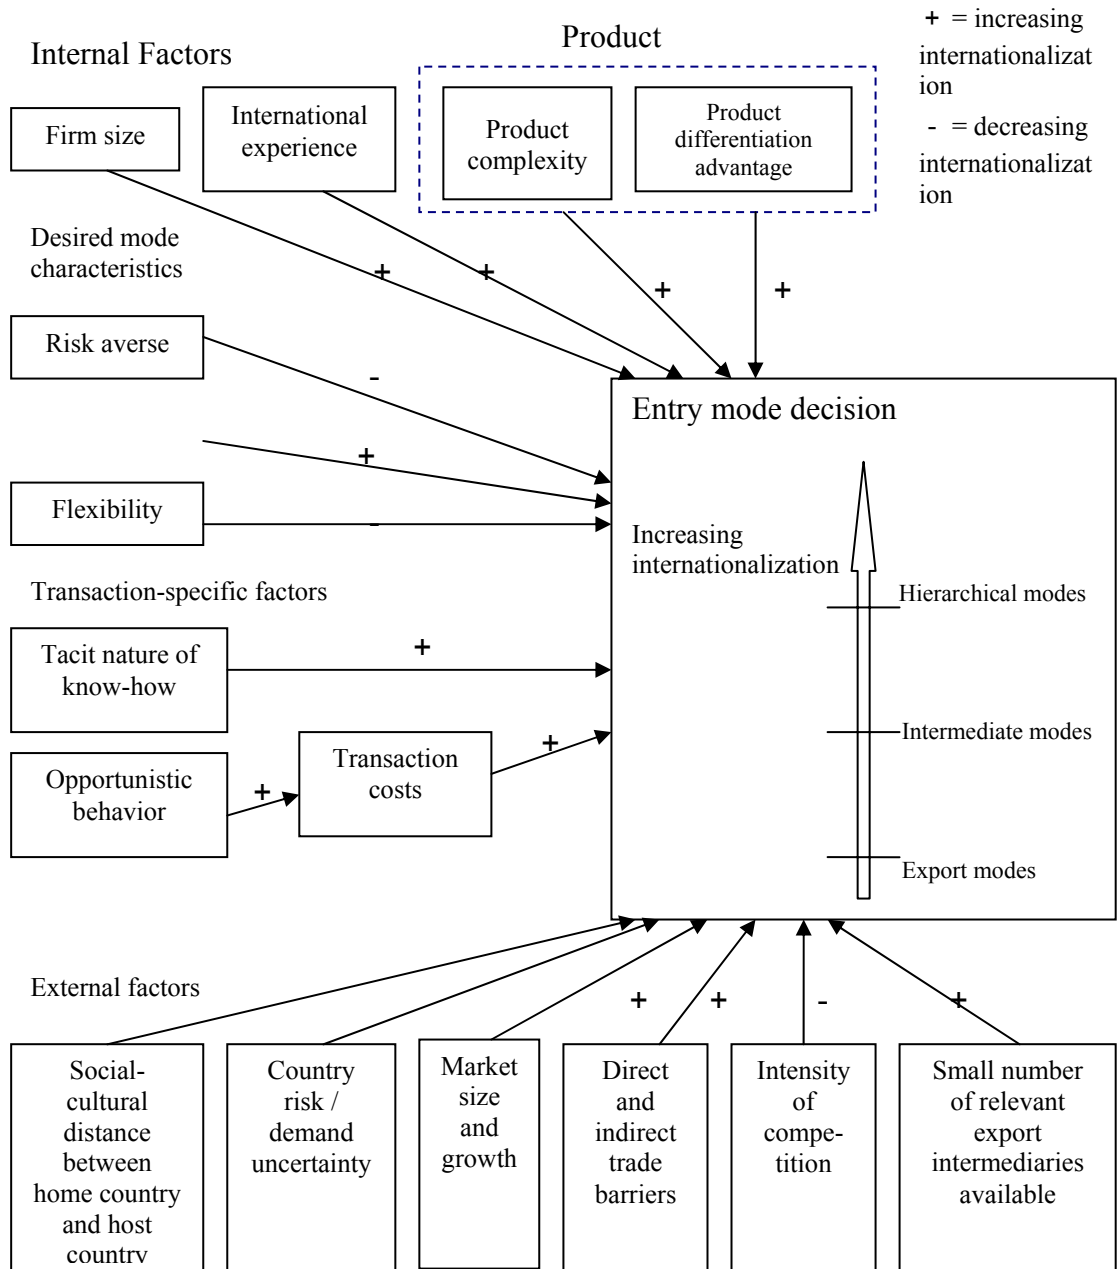 Internal Factors
Product
+ = increasing
internationalizat
ion
- = decreasing
internationalizat
ion
Firm size
International
experience
Product
complexity
Product
differentiation
advantage
Desired mode
characteristics
+
+
+
+
Risk averse
-
+
Flexibility
-
Entry mode decision
Increasing
internationalization
Hierarchical modes
Intermediate modes
Export modes
Transaction-specific factors
Tacit nature of
know-how
+
Opportunistic
behavior
+
Transaction
costs
+
External factors
+
+
-
+
Social-
cultural
distance
between
home country
and host
country
Country
risk /
demand
uncertainty
Market
size
and
growth
Direct
and
indirect
trade
barriers
Intensity
of
compe-
tition
Small number
of relevant
export
intermediaries
available